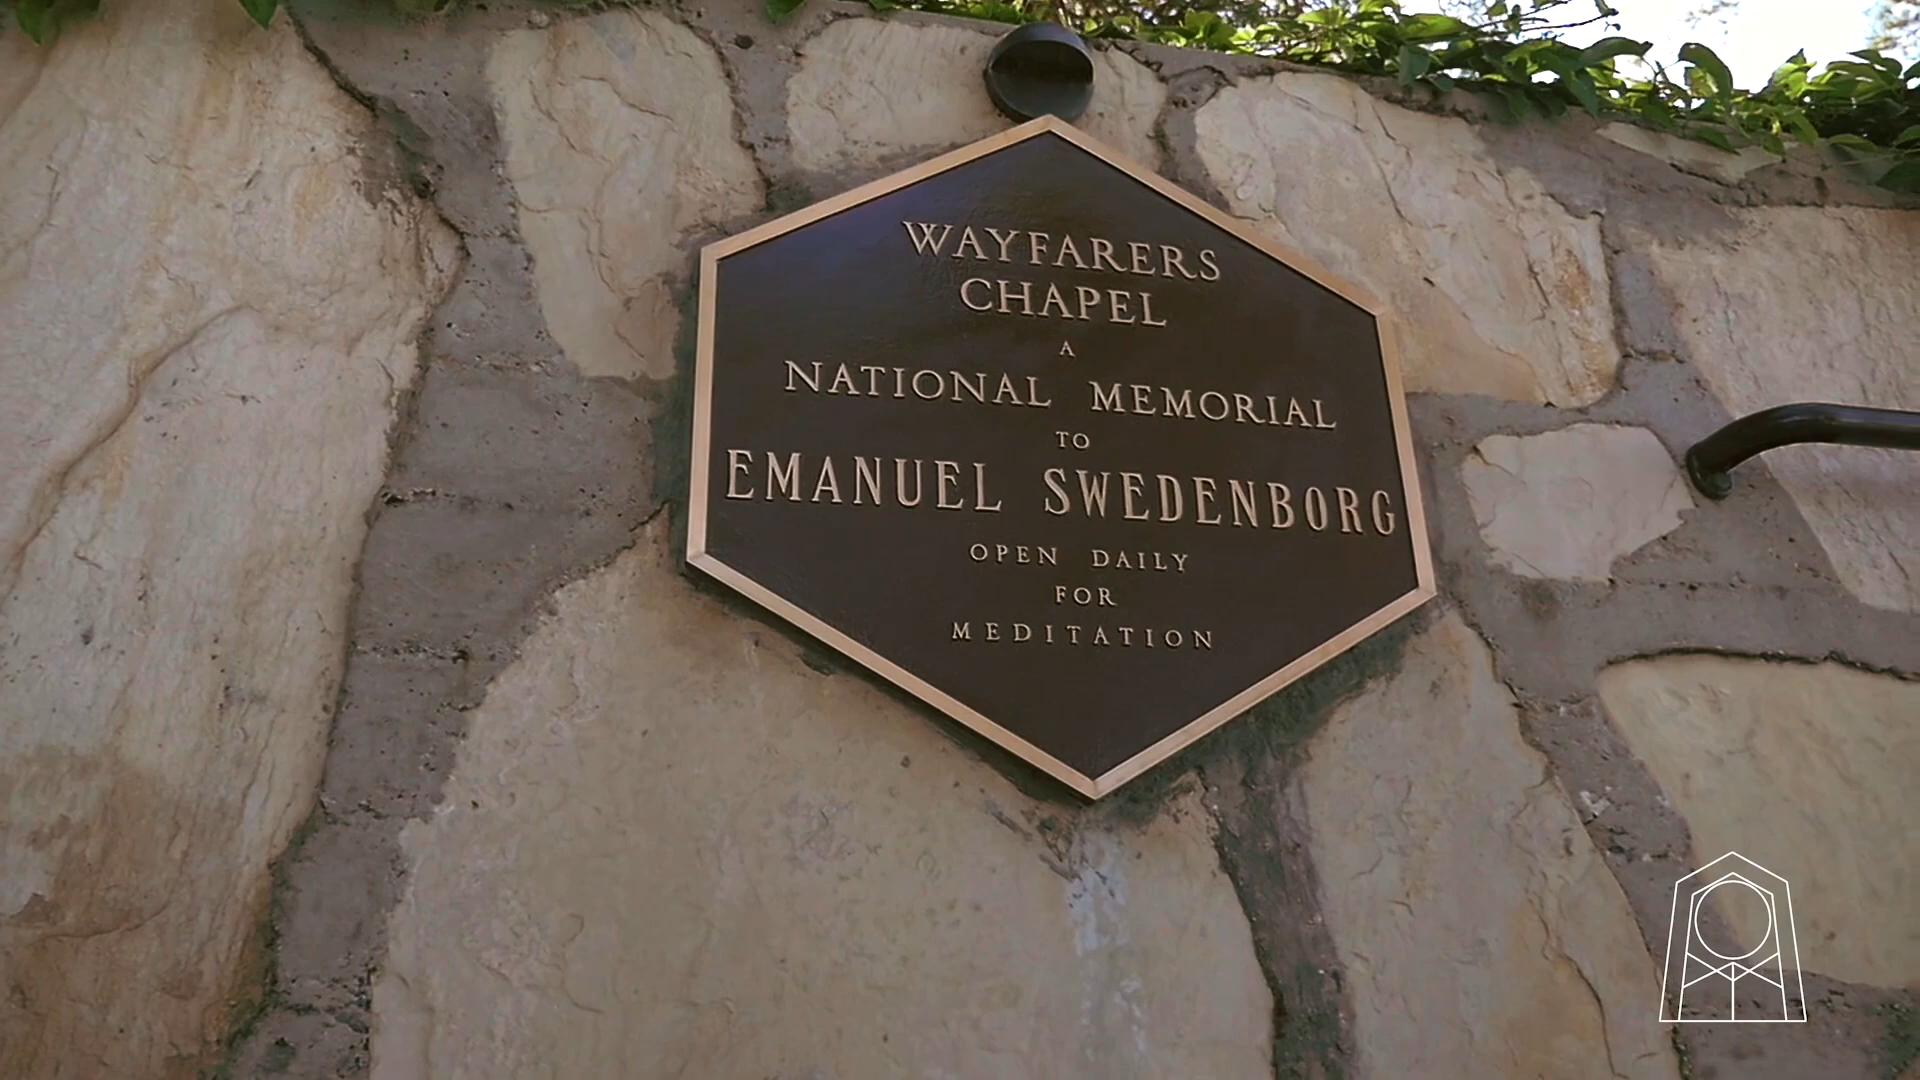 WAYFARERS
CHAPEL
A
NATIONAL MEMORIAL
TO
EMANUEL SWEDENBORG
OPEN DAILY
FOR
MEDITATION